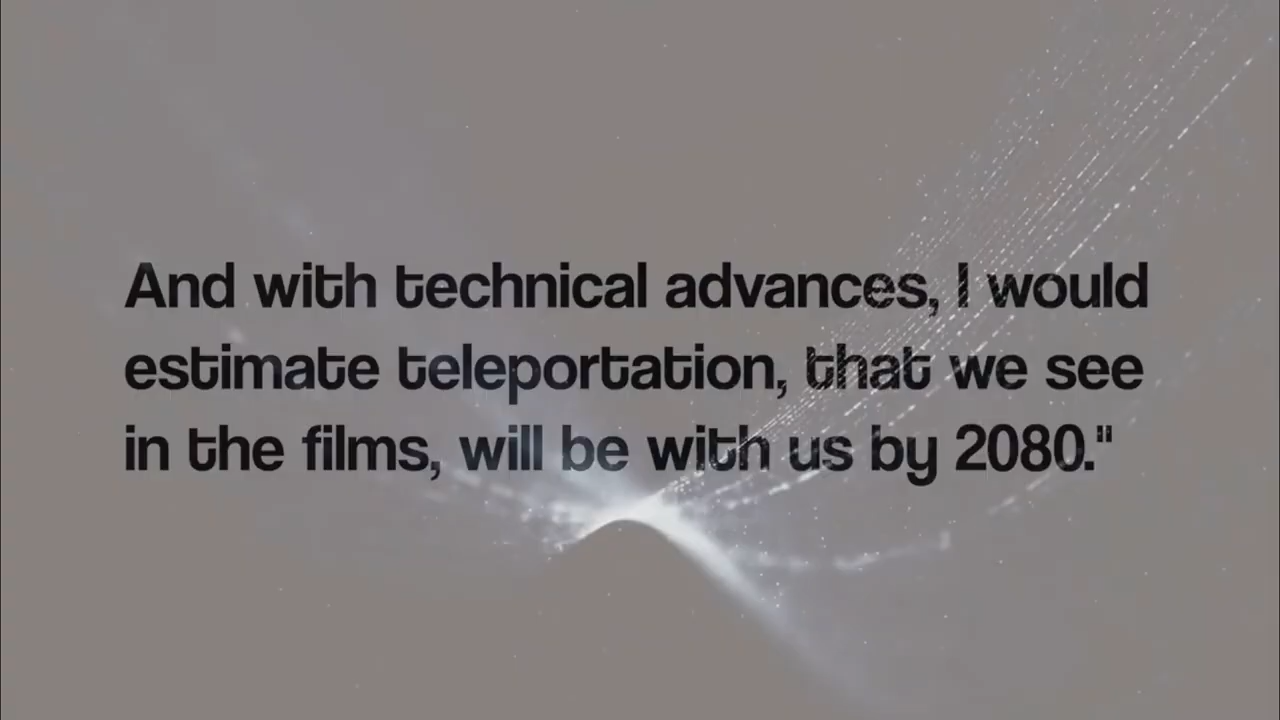 And with technical advances, I would
estimate teleportation, that we see
in the films, will be with us by 2080."